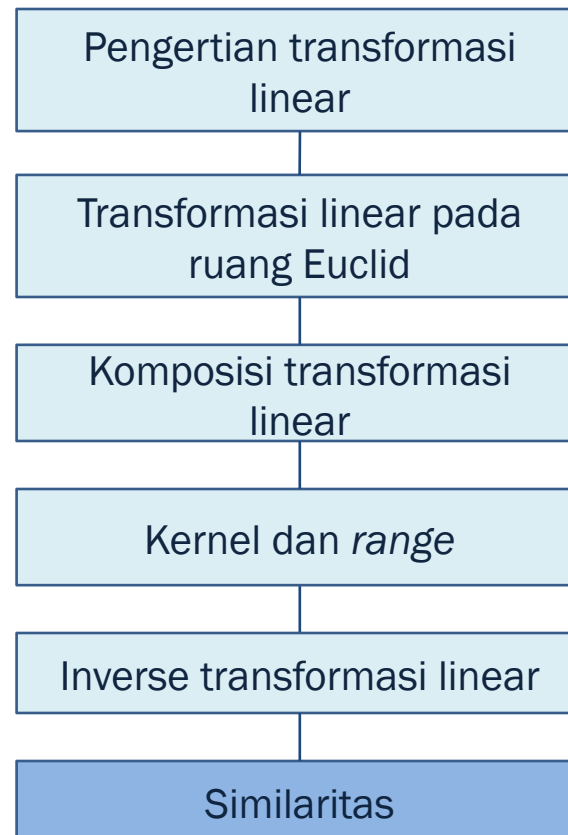 Pengertian transformasi
linear
Transformasi linear pada
ruang Euclid
Komposisi transformasi
linear
Kernel dan range
Inverse transformasi linear
Similaritas